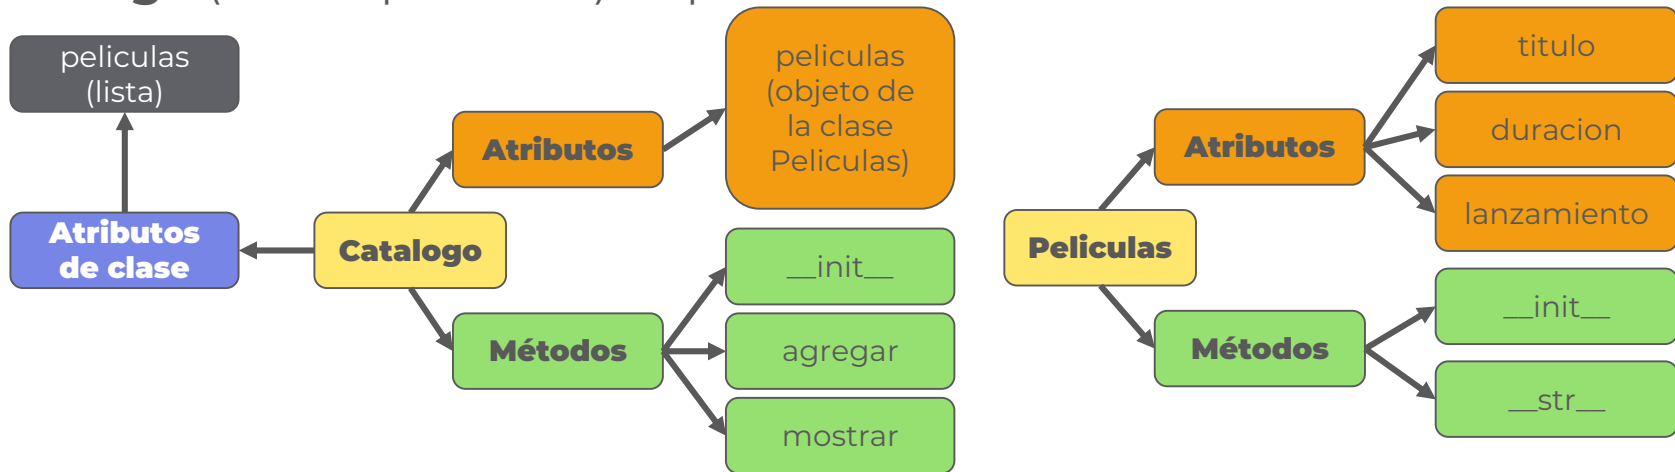 peliculas
(lista)
Atributos
de clase
Catalogo
Atributos
peliculas
(objeto de
la clase
Peliculas)
Métodos
__init__
agregar
mostrar
Peliculas
Atributos
titulo
duracion
lanzamiento
Métodos
__init__
__str__